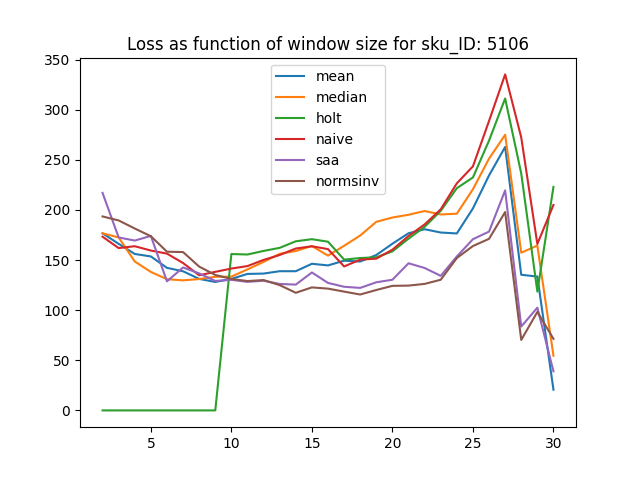 Loss as function of window size for sku_ID: 5106
350
300
250
200
150
100
50
0
mean
median
holt
naive
saa
normsinv
5 10 15 20 25 30